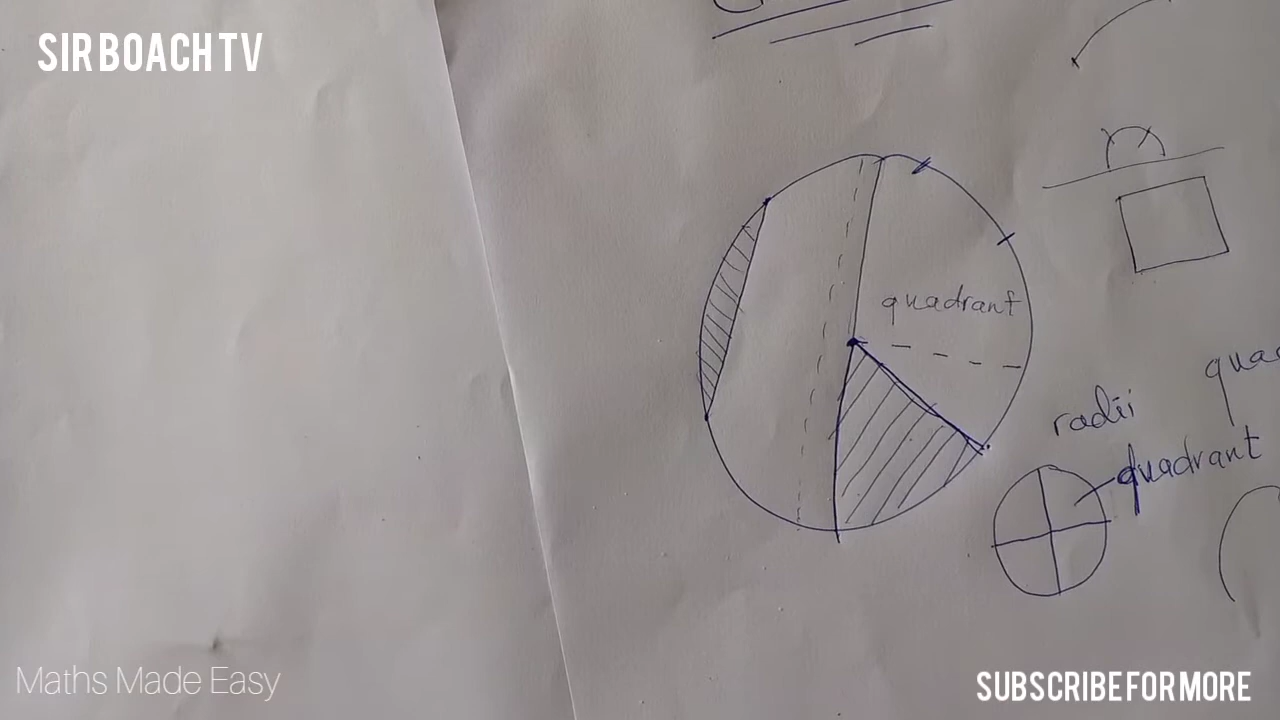 SIR BOACH TV
quadrant
radii
quadrant
Maths Made Easy
SUBSCRIBE FOR MORE